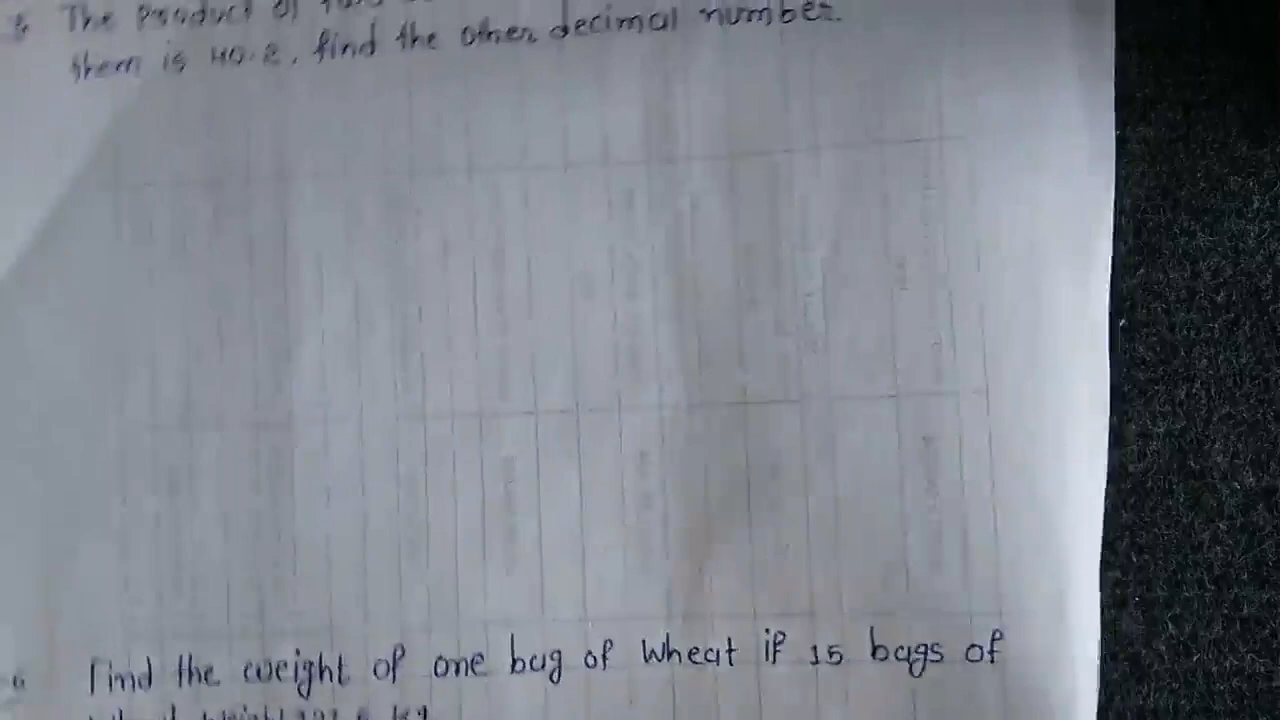 The product of
them is 40.2, find the other decimal number.
Find the weight of one bag of wheat if 15 bags of
kg